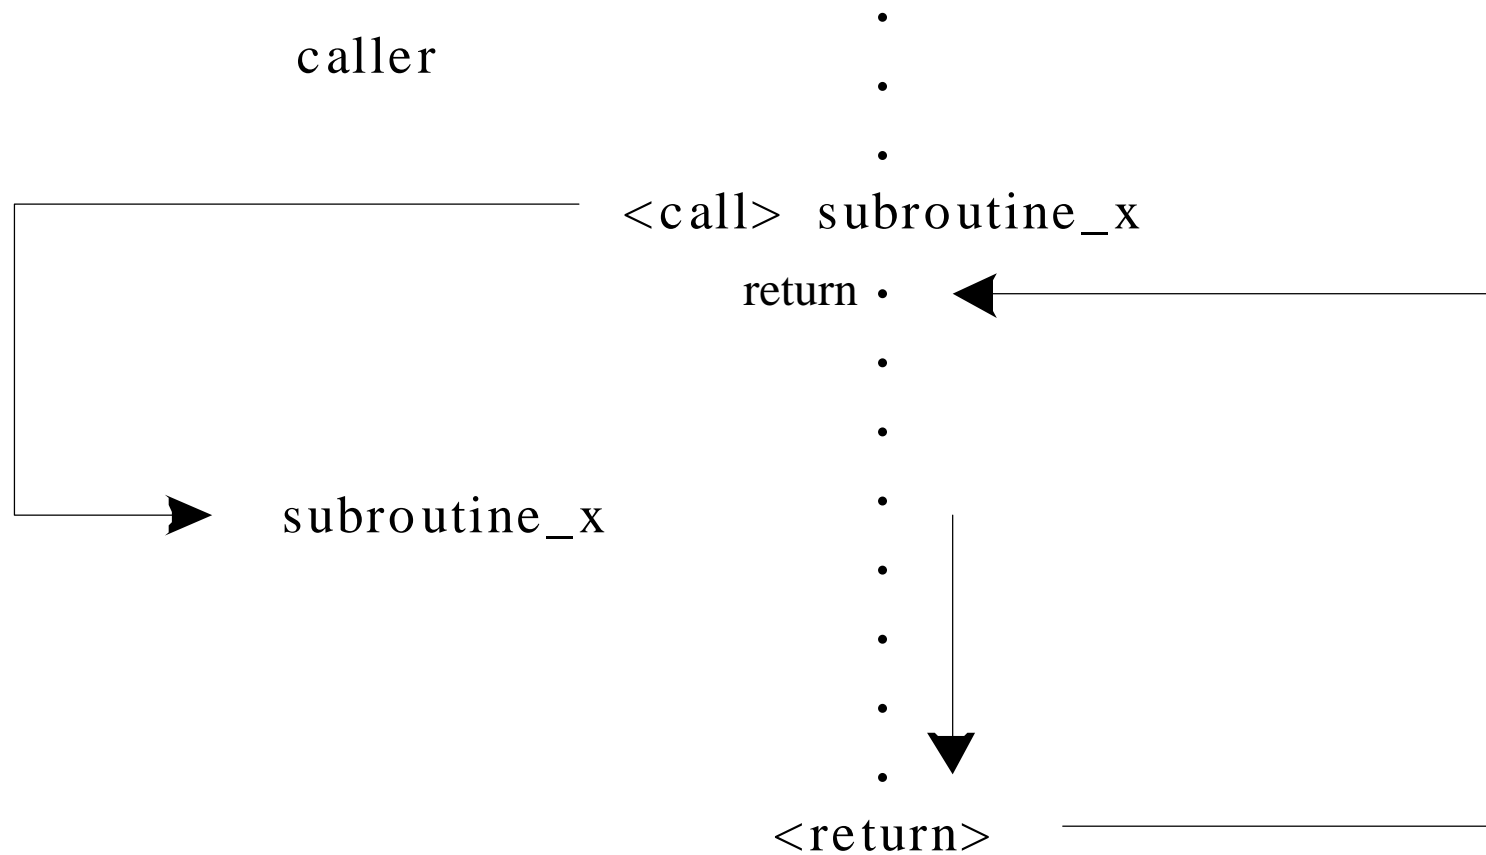 caller
<call> subroutine_x
return
subroutine_x
<return>